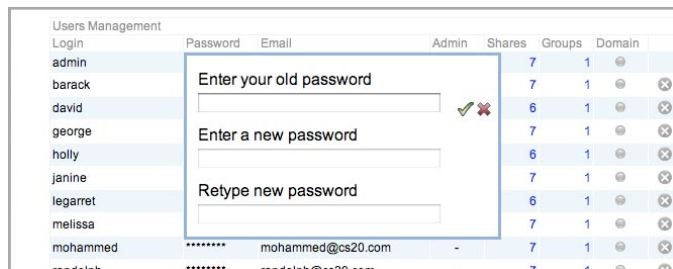 Users Management
Login Password Email Admin Shares Groups Domain
admin 7 1
barack 7 1
david 6 1
george 7 1
holly 6 1
janine 7 1
legarret 6 1
melissa 7 1
mohammed ******** mohammed@cs20.com - 7 1
Enter your old password
Enter a new password
Retype new password